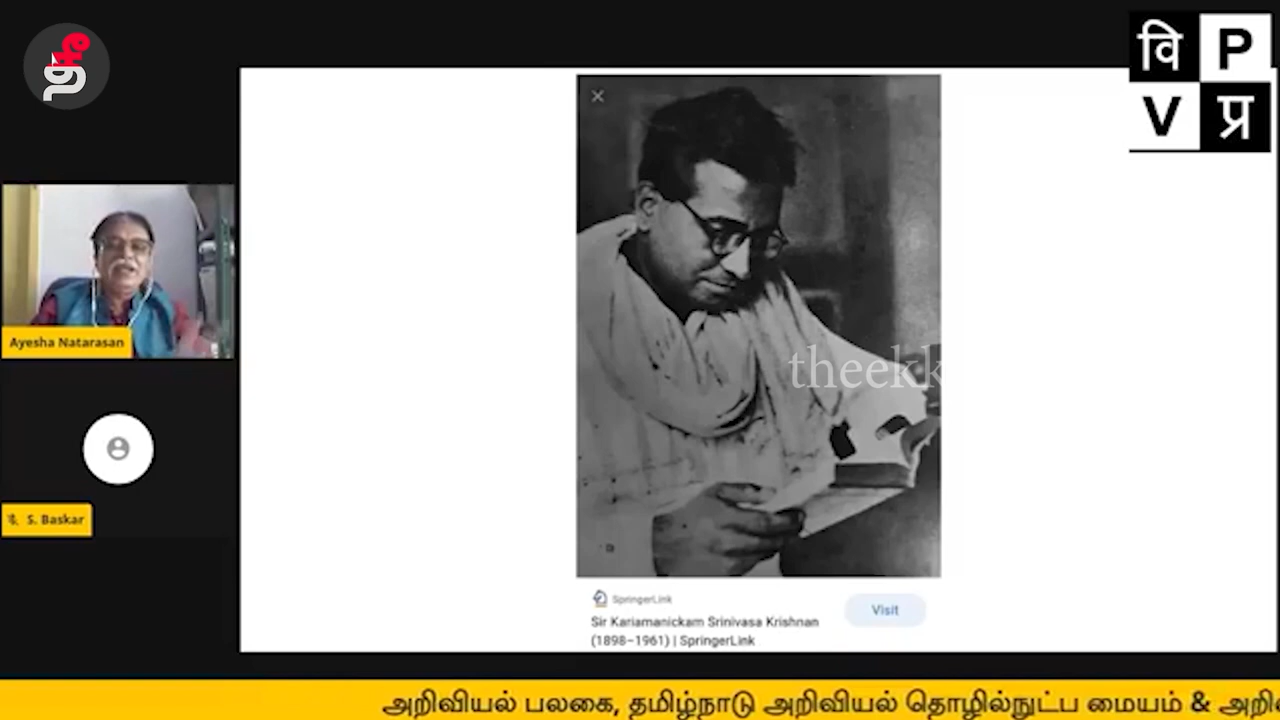 தீ
वि P
V प्र
Ayesha Natarasan
S. Baskar
theekk
SpringerLink
Visit
Sir Kariamanickam Srinivasa Krishnan
(1898–1961) | SpringerLink
அறிவியல் பலகை, தமிழ்நாடு அறிவியல் தொழில்நுட்ப மையம் & அறி